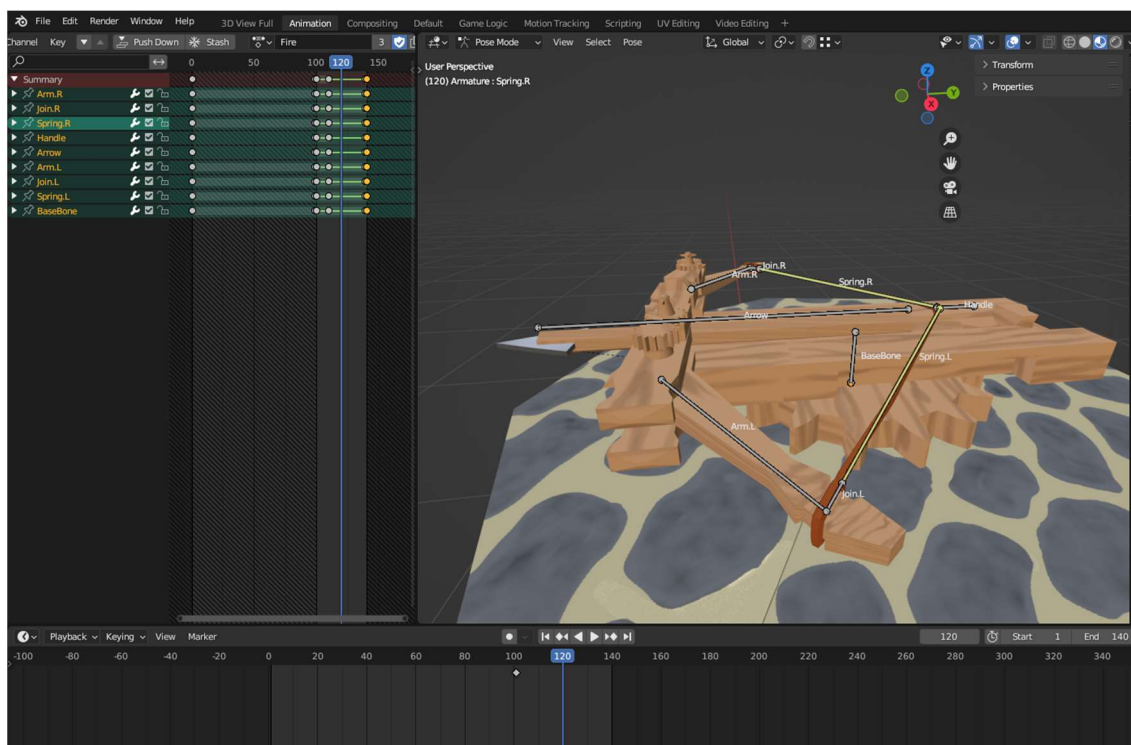 File Edit Render Window Help 3D View Full Animation Compositing Default Game Logic Motion Tracking Scripting UV Editing Video Editing +
Channel Key Push Down Stash Fire 3 Pose Mode View Select Pose Global
0 50 100 120 150
Summary
Arm.R
Join.R
Spring.R
Handle
Arrow
Arm.L
Join.L
Spring.L
BaseBone
User Perspective
(120) Armature : Spring.R
Transform
Properties
Z
Y
X
Join.R
Arm.R
Spring.R
Handle
Arrow
BaseBone
Spring.L
Arm.L
Join.L
Playback Keying View Marker 120 Start 1 End 140
-100 -80 -60 -40 -20 0 20 40 60 80 100 120 140 160 180 200 220 240 260 280 300 320 340